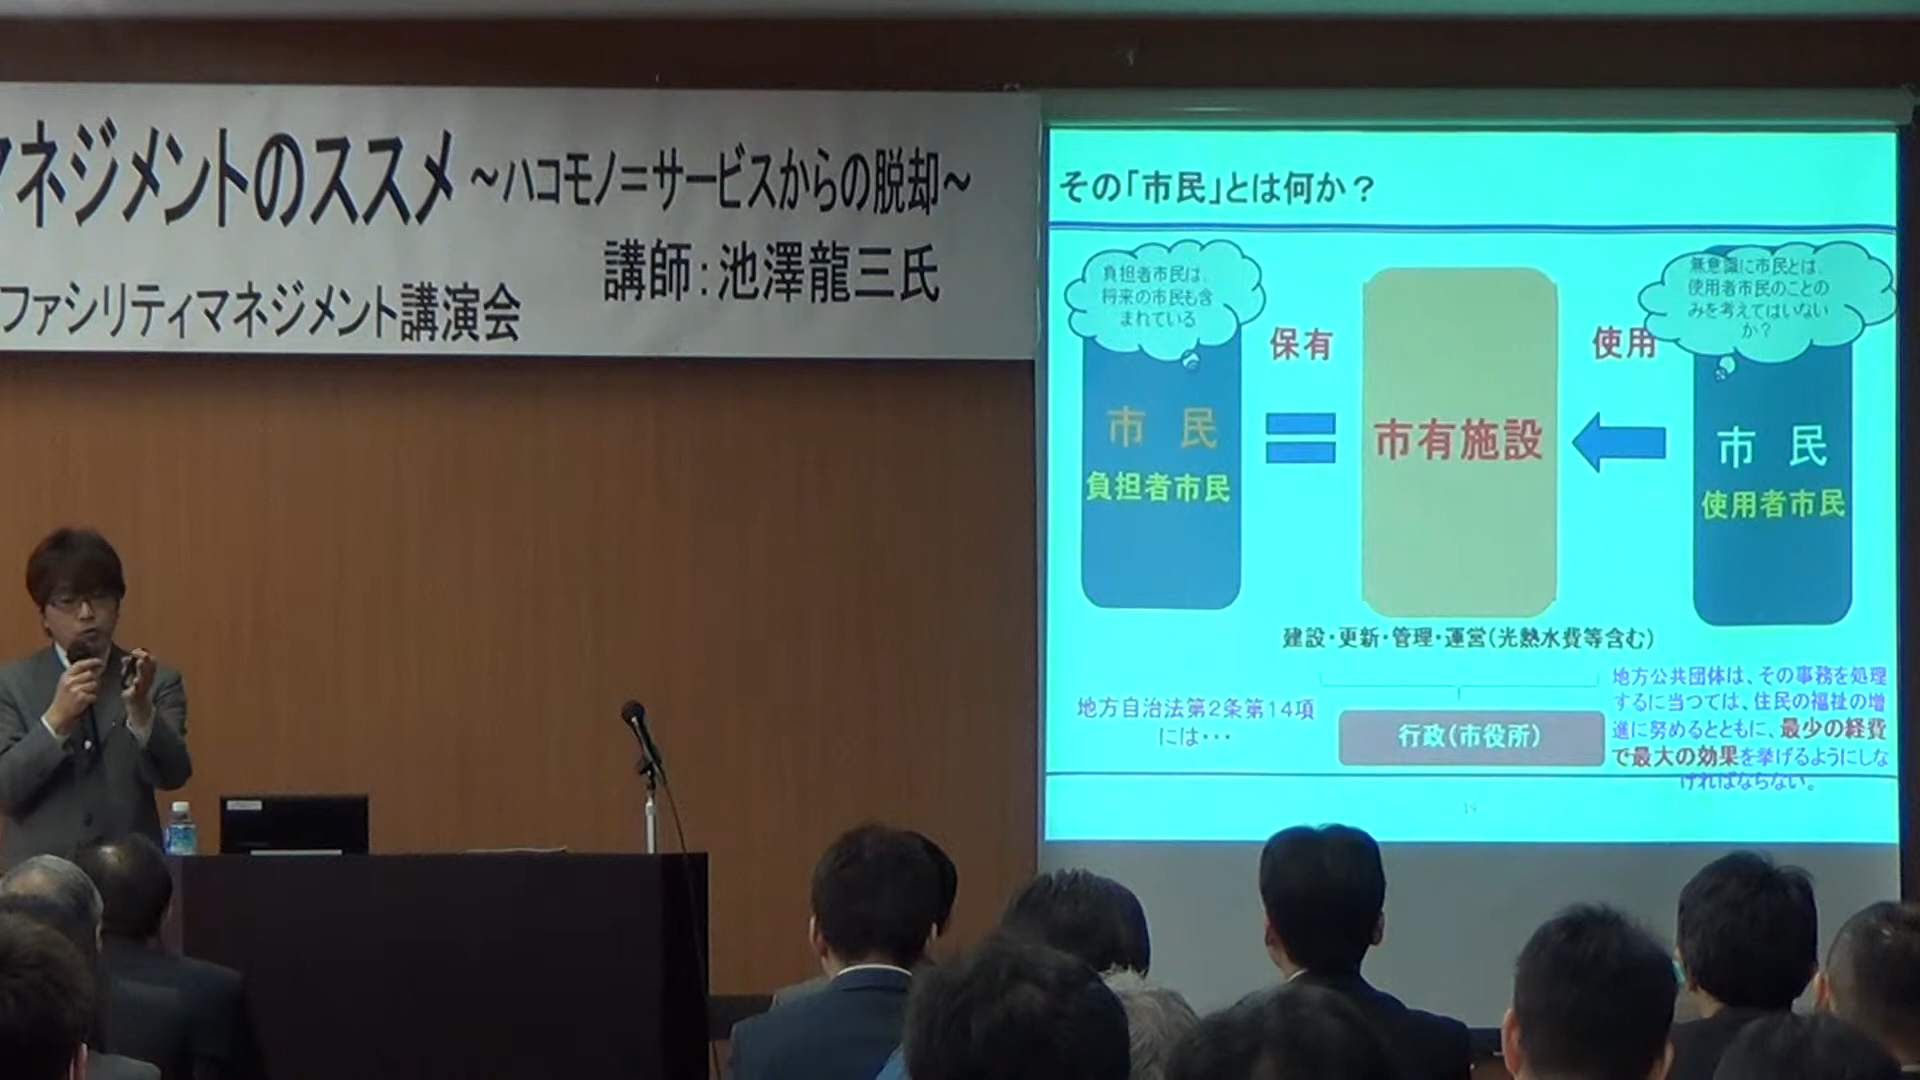 マネジメントのススメ ～ハコモノ＝サービスからの脱却～
講師：池澤龍三氏
ファシリティマネジメント講演会
その「市民」とは何か？
負担者市民は、
将来の市民も含
まれている
無意識に市民とは、
使用者市民のことの
みを考えてはいない
か？
保有
使用
市 民
負担者市民
市有施設
市 民
使用者市民
建設・更新・管理・運営（光熱水費等含む）
地方自治法第2条第14項
には・・・
行政（市役所）
地方公共団体は、その事務を処理
するに当つては、住民の福祉の増
進に努めるとともに、最少の経費
で最大の効果を挙げるようにしな
ければならない。
19